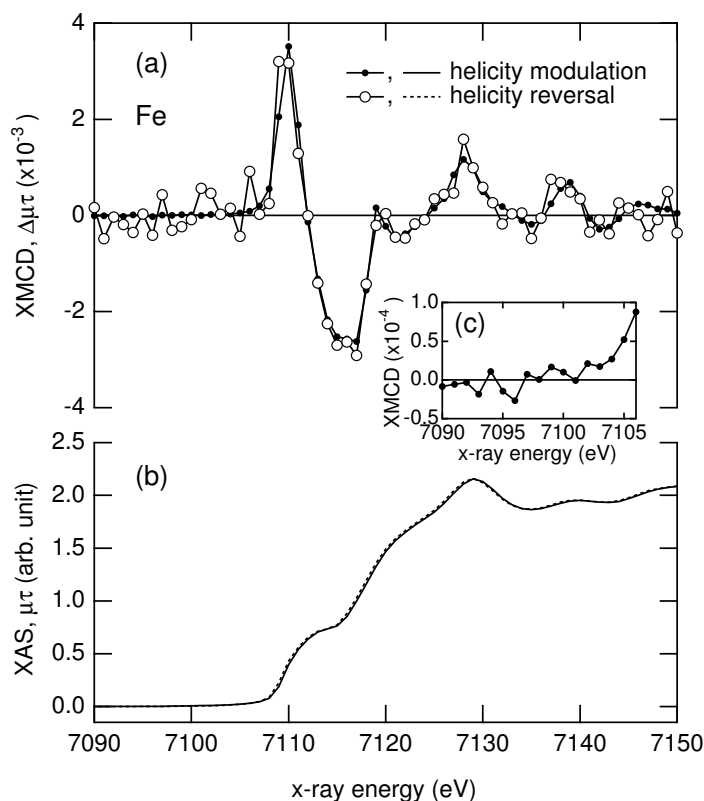 4
2
0
-2
-4
XMCD, Δμτ (x10⁻³)
(a)
Fe
, helicity modulation
, helicity reversal
(c)
1.0
0.5
0.0
-0.5
XMCD (x10⁻⁴)
7090 7095 7100 7105
x-ray energy (eV)
2.5
2.0
1.5
1.0
0.5
0.0
XAS, μτ (arb. unit)
(b)
7090 7100 7110 7120 7130 7140 7150
x-ray energy (eV)